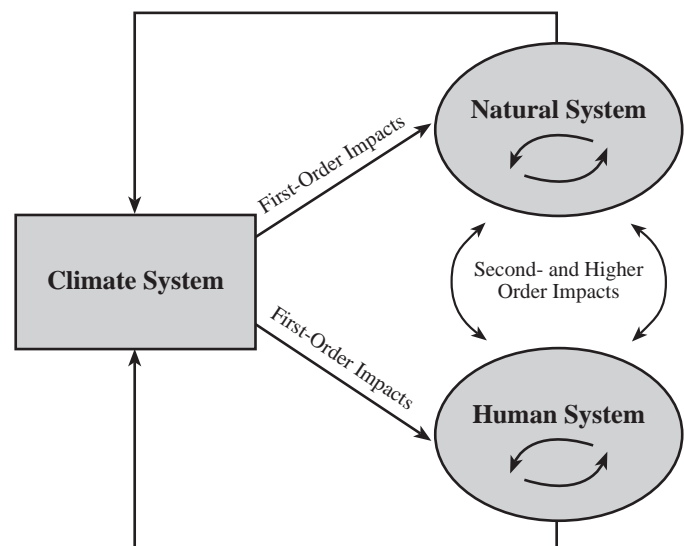 Natural System
First-Order Impacts
Climate System
Second- and Higher
Order Impacts
First-Order Impacts
Human System